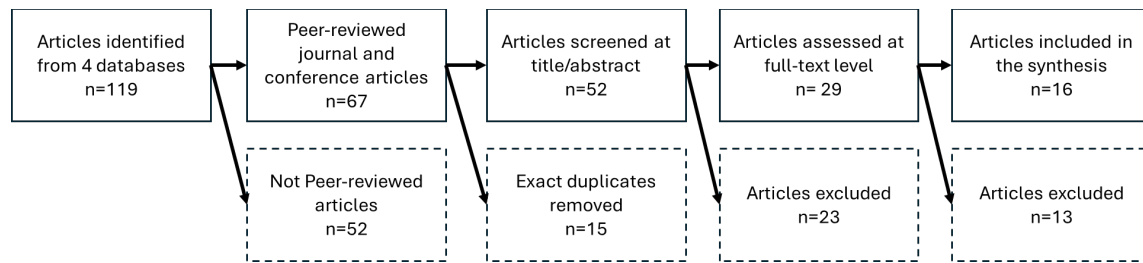 Articles identified
from 4 databases
n=119
Peer-reviewed
journal and
conference articles
n=67
Articles screened at
title/abstract
n=52
Articles assessed at
full-text level
n= 29
Articles included in
the synthesis
n=16
Not Peer-reviewed
articles
n=52
Exact duplicates
removed
n=15
Articles excluded
n=23
Articles excluded
n=13